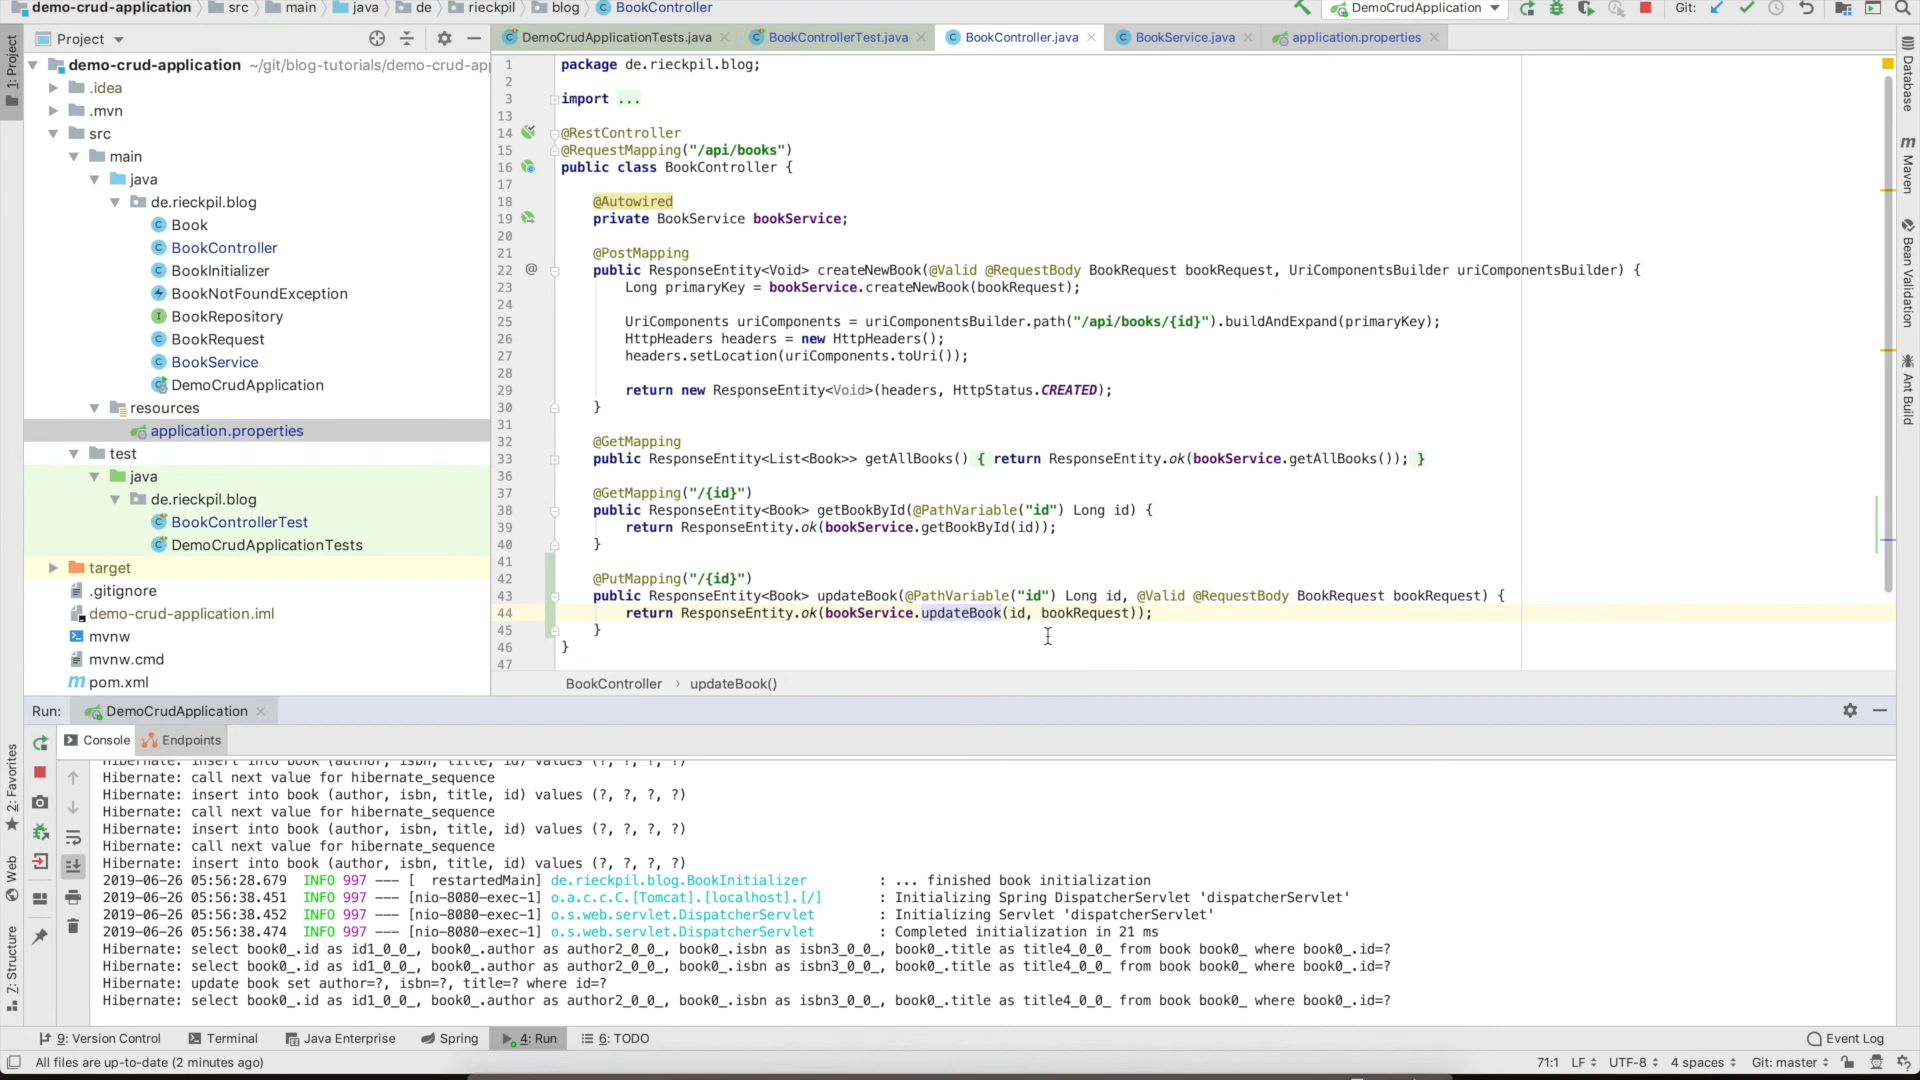 demo-crud-application src main java de rieckpil blog BookController
DemoCrudApplication Git:
Project
DemoCrudApplicationTests.java BookControllerTest.java BookController.java BookService.java application.properties
1: Project
demo-crud-application ~/git/blog-tutorials/demo-crud-ap
.idea
.mvn
src
main
java
de.rieckpil.blog
Book
BookController
BookInitializer
BookNotFoundException
BookRepository
BookRequest
BookService
DemoCrudApplication
resources
application.properties
test
java
de.rieckpil.blog
BookControllerTest
DemoCrudApplicationTests
target
.gitignore
demo-crud-application.iml
mvnw
mvnw.cmd
pom.xml
1 package de.rieckpil.blog;
2
3 import ...
13
14 @RestController
15 @RequestMapping("/api/books")
16 public class BookController {
17
18 @Autowired
19 private BookService bookService;
20
21 @PostMapping
22 @ public ResponseEntity<Void> createNewBook(@Valid @RequestBody BookRequest bookRequest, UriComponentsBuilder uriComponentsBuilder) {
23 Long primaryKey = bookService.createNewBook(bookRequest);
24
25 UriComponents uriComponents = uriComponentsBuilder.path("/api/books/{id}").buildAndExpand(primaryKey);
26 HttpHeaders headers = new HttpHeaders();
27 headers.setLocation(uriComponents.toUri());
28
29 return new ResponseEntity<Void>(headers, HttpStatus.CREATED);
30 }
31
32 @GetMapping
33 public ResponseEntity<List<Book>> getAllBooks() { return ResponseEntity.ok(bookService.getAllBooks()); }
36
37 @GetMapping("/{id}")
38 public ResponseEntity<Book> getBookById(@PathVariable("id") Long id) {
39 return ResponseEntity.ok(bookService.getBookById(id));
40 }
41
42 @PutMapping("/{id}")
43 public ResponseEntity<Book> updateBook(@PathVariable("id") Long id, @Valid @RequestBody BookRequest bookRequest) {
44 return ResponseEntity.ok(bookService.updateBook(id, bookRequest));
45 }
46 }
47
BookController › updateBook()
Database
m Maven
Bean Validation
Ant Build
Run: DemoCrudApplication
Console Endpoints
2: Favorites
Web
7: Structure
Hibernate: insert into book (author, isbn, title, id) values (?, ?, ?, ?)
Hibernate: call next value for hibernate_sequence
Hibernate: insert into book (author, isbn, title, id) values (?, ?, ?, ?)
Hibernate: call next value for hibernate_sequence
Hibernate: insert into book (author, isbn, title, id) values (?, ?, ?, ?)
Hibernate: call next value for hibernate_sequence
Hibernate: insert into book (author, isbn, title, id) values (?, ?, ?, ?)
2019-06-26 05:56:28.679 INFO 997 --- [ restartedMain] de.rieckpil.blog.BookInitializer : ... finished book initialization
2019-06-26 05:56:38.451 INFO 997 --- [nio-8080-exec-1] o.a.c.c.C.[Tomcat].[localhost].[/] : Initializing Spring DispatcherServlet 'dispatcherServlet'
2019-06-26 05:56:38.452 INFO 997 --- [nio-8080-exec-1] o.s.web.servlet.DispatcherServlet : Initializing Servlet 'dispatcherServlet'
2019-06-26 05:56:38.474 INFO 997 --- [nio-8080-exec-1] o.s.web.servlet.DispatcherServlet : Completed initialization in 21 ms
Hibernate: select book0_.id as id1_0_0_, book0_.author as author2_0_0_, book0_.isbn as isbn3_0_0_, book0_.title as title4_0_0_ from book book0_ where book0_.id=?
Hibernate: select book0_.id as id1_0_0_, book0_.author as author2_0_0_, book0_.isbn as isbn3_0_0_, book0_.title as title4_0_0_ from book book0_ where book0_.id=?
Hibernate: update book set author=?, isbn=?, title=? where id=?
Hibernate: select book0_.id as id1_0_0_, book0_.author as author2_0_0_, book0_.isbn as isbn3_0_0_, book0_.title as title4_0_0_ from book book0_ where book0_.id=?
9: Version Control Terminal Java Enterprise Spring 4: Run 6: TODO Event Log
All files are up-to-date (2 minutes ago) 71:1 LF UTF-8 4 spaces Git: master